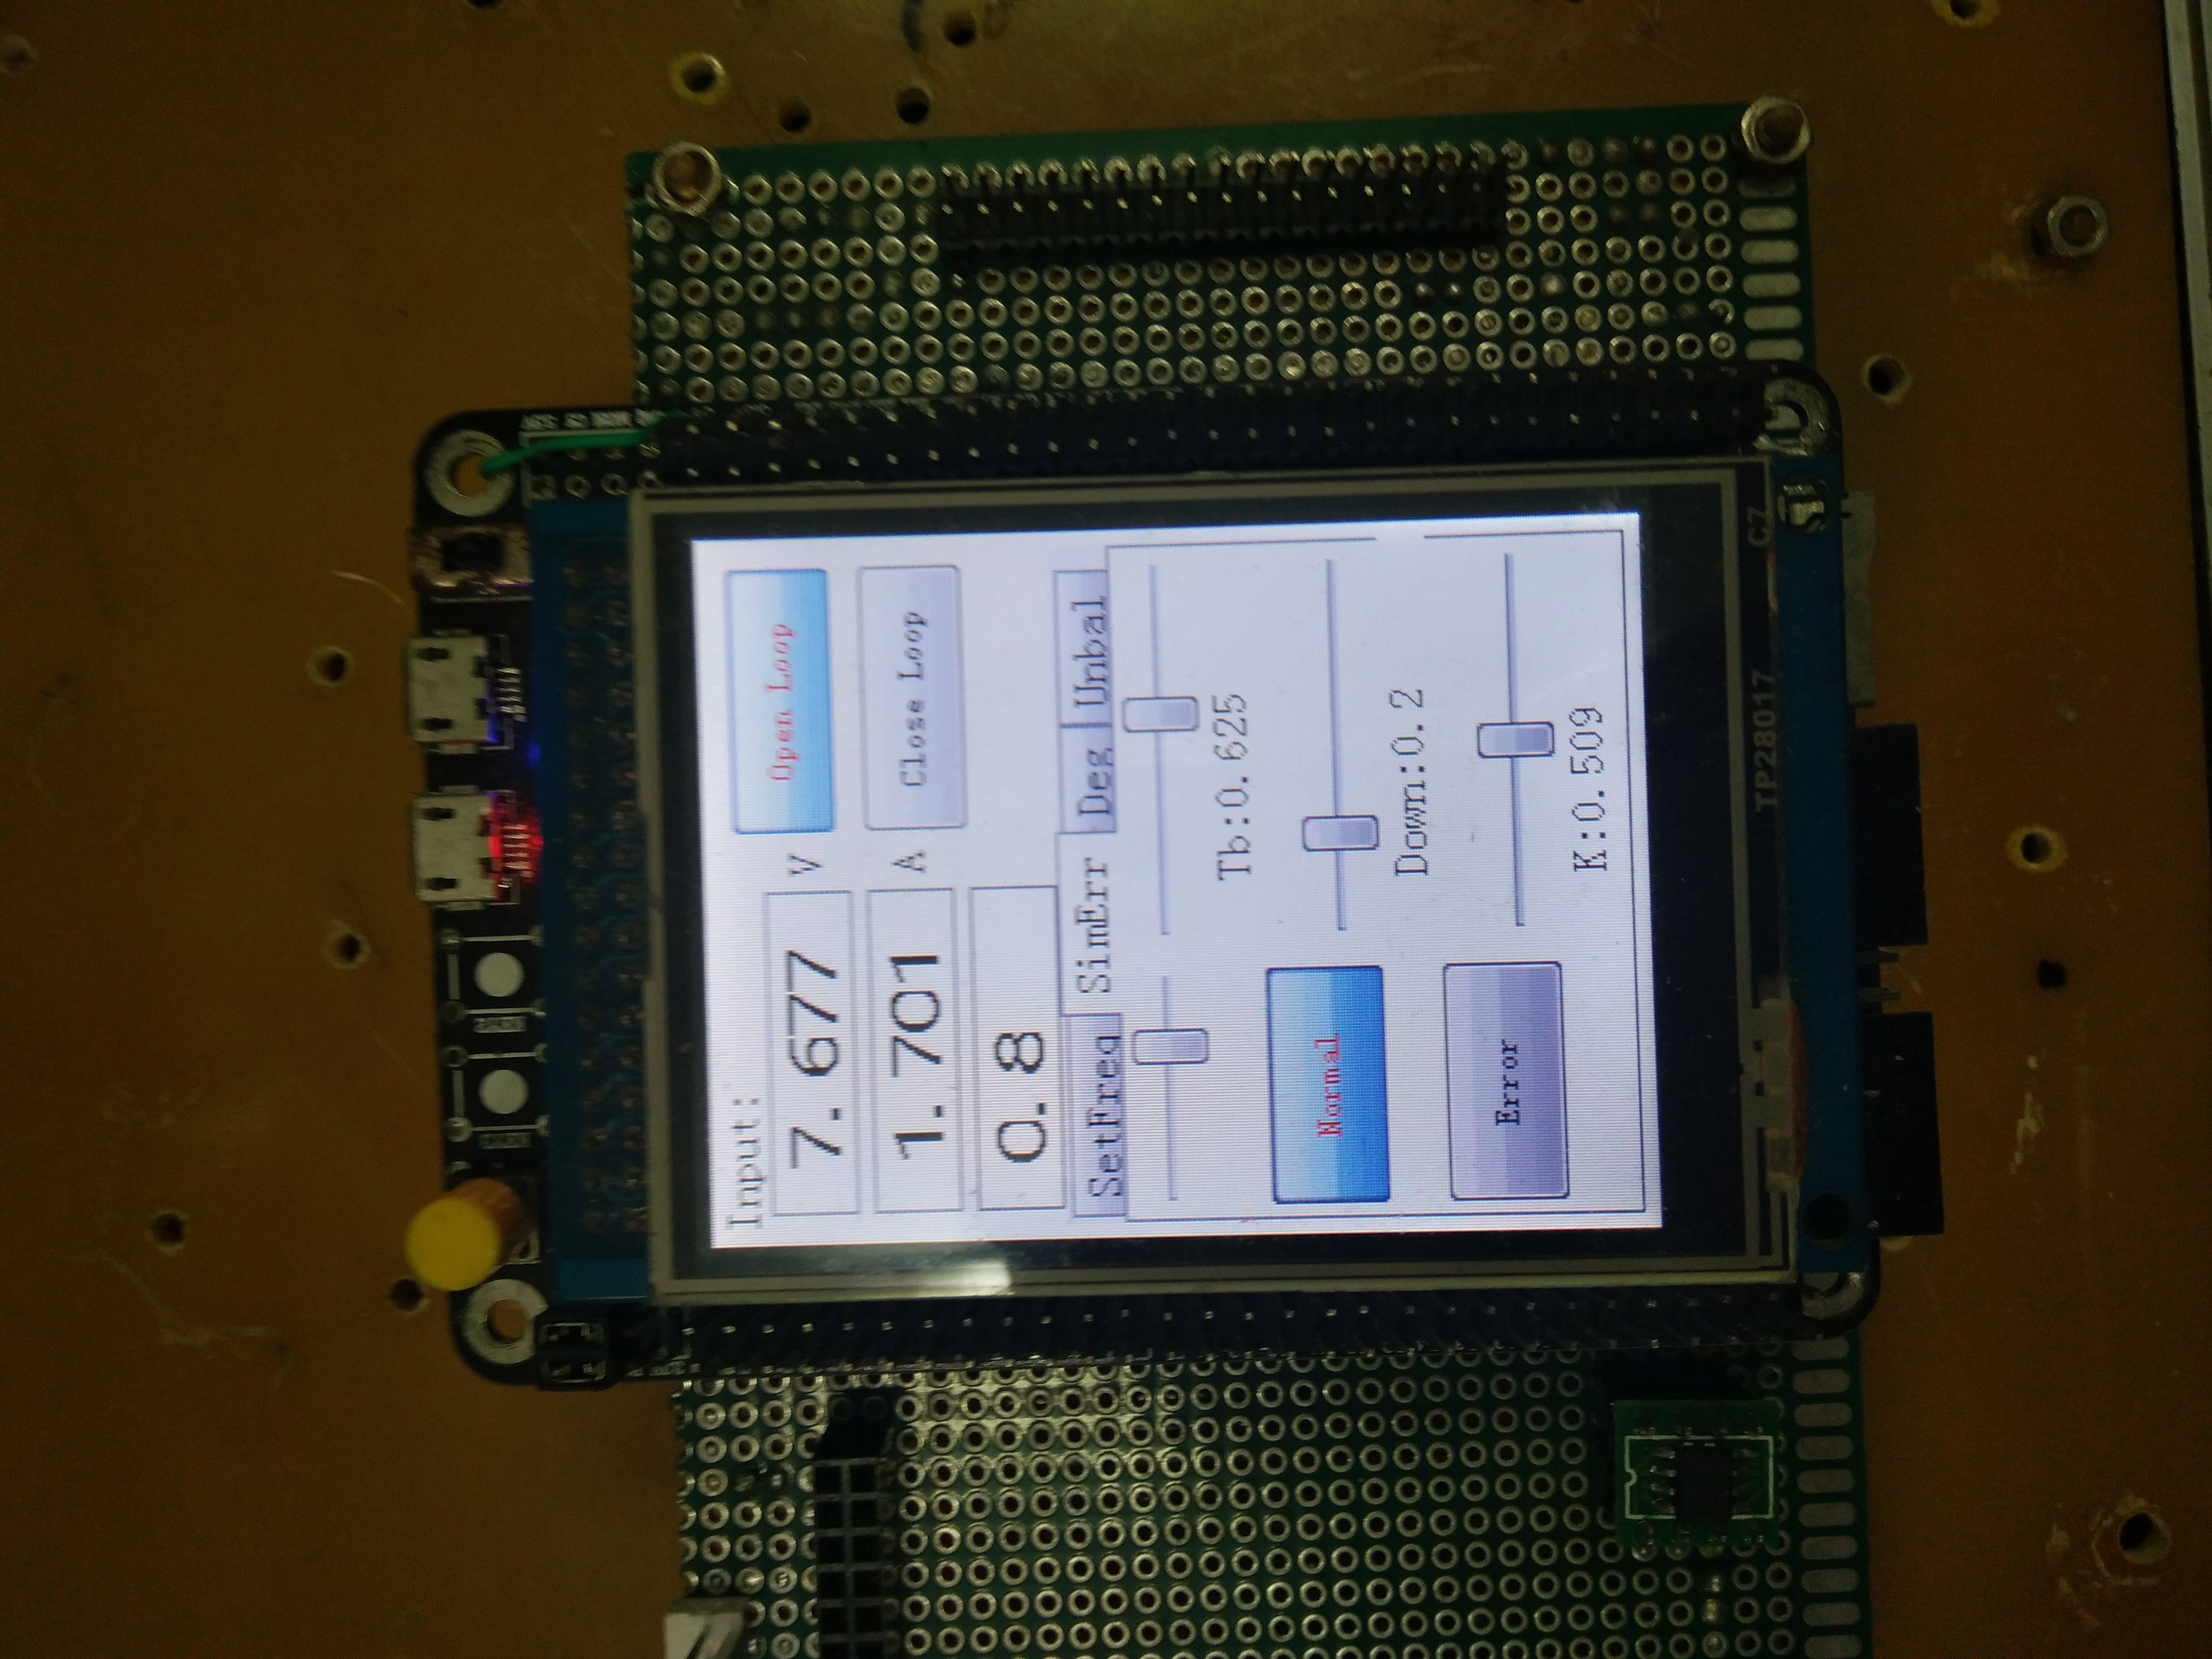 Input:
7.677 V Open Loop
1.701 A Close Loop
0.8
SetFreq SimErr Deg Unbal
Tb:0.625
Normal
Down:0.2
Error
K:0.509
TP28017
C7